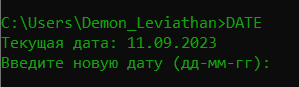 C:\Users\Demon_Leviathan>DATE
Текущая дата: 11.09.2023
Введите новую дату (дд-мм-гг):